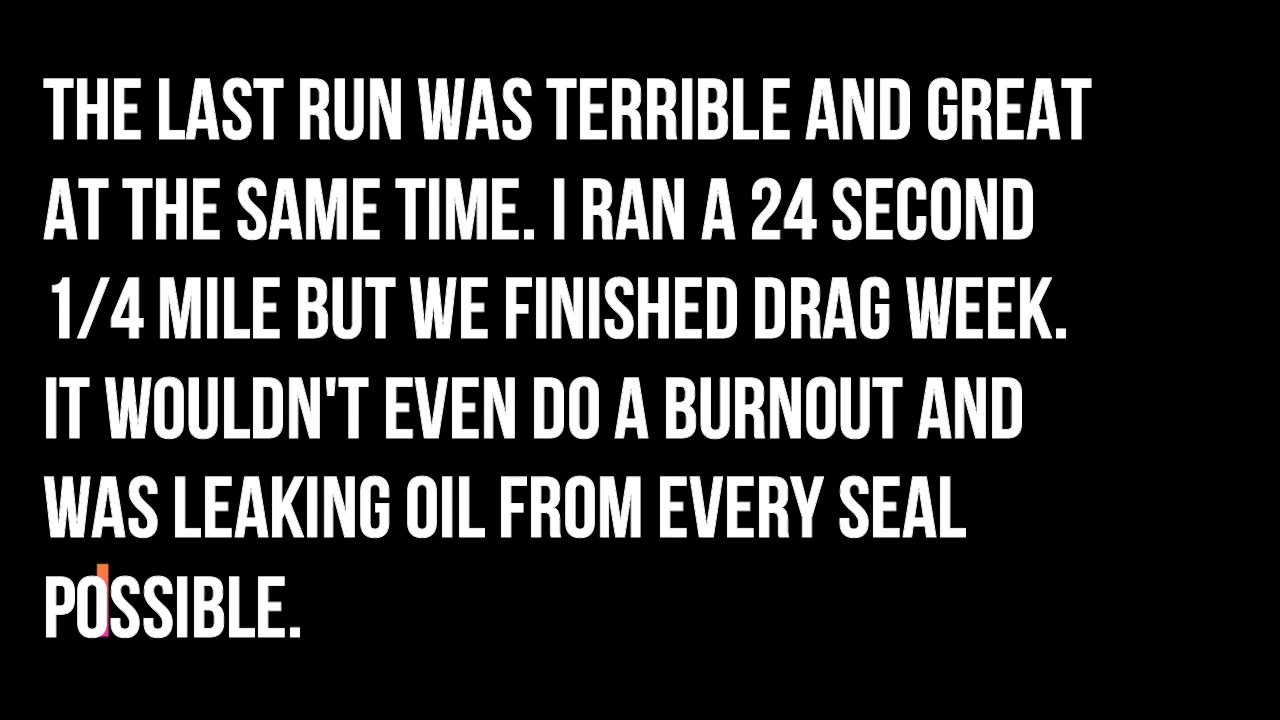 THE LAST RUN WAS TERRIBLE AND GREAT
AT THE SAME TIME. I RAN A 24 SECOND
1/4 MILE BUT WE FINISHED DRAG WEEK.
IT WOULDN'T EVEN DO A BURNOUT AND
WAS LEAKING OIL FROM EVERY SEAL
POSSIBLE.